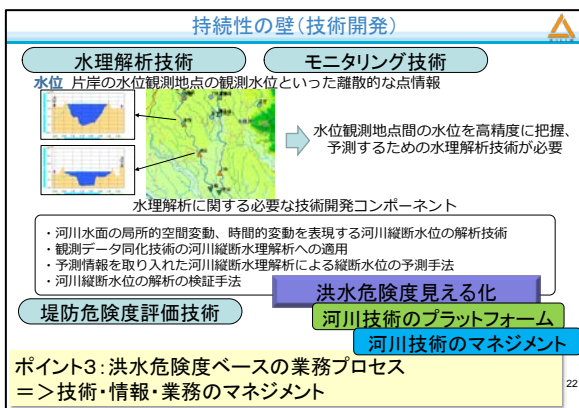 持続性の壁(技術開発)
水理解析技術
モニタリング技術
水位 片岸の水位観測地点の観測水位といった離散的な点情報
水位観測地点間の水位を高精度に把握、
予測するための水理解析技術が必要
水理解析に関する必要な技術開発コンポーネント
・河川水面の局所的空間変動、時間的変動を表現する河川縦断水位の解析技術
・観測データ同化技術の河川縦断水理解析への適用
・予測情報を取り入れた河川縦断水理解析による縦断水位の予測手法
・河川縦断水位の解析の検証手法
洪水危険度見える化
堤防危険度評価技術
河川技術のプラットフォーム
河川技術のマネジメント
ポイント3:洪水危険度ベースの業務プロセス
=>技術・情報・業務のマネジメント
22